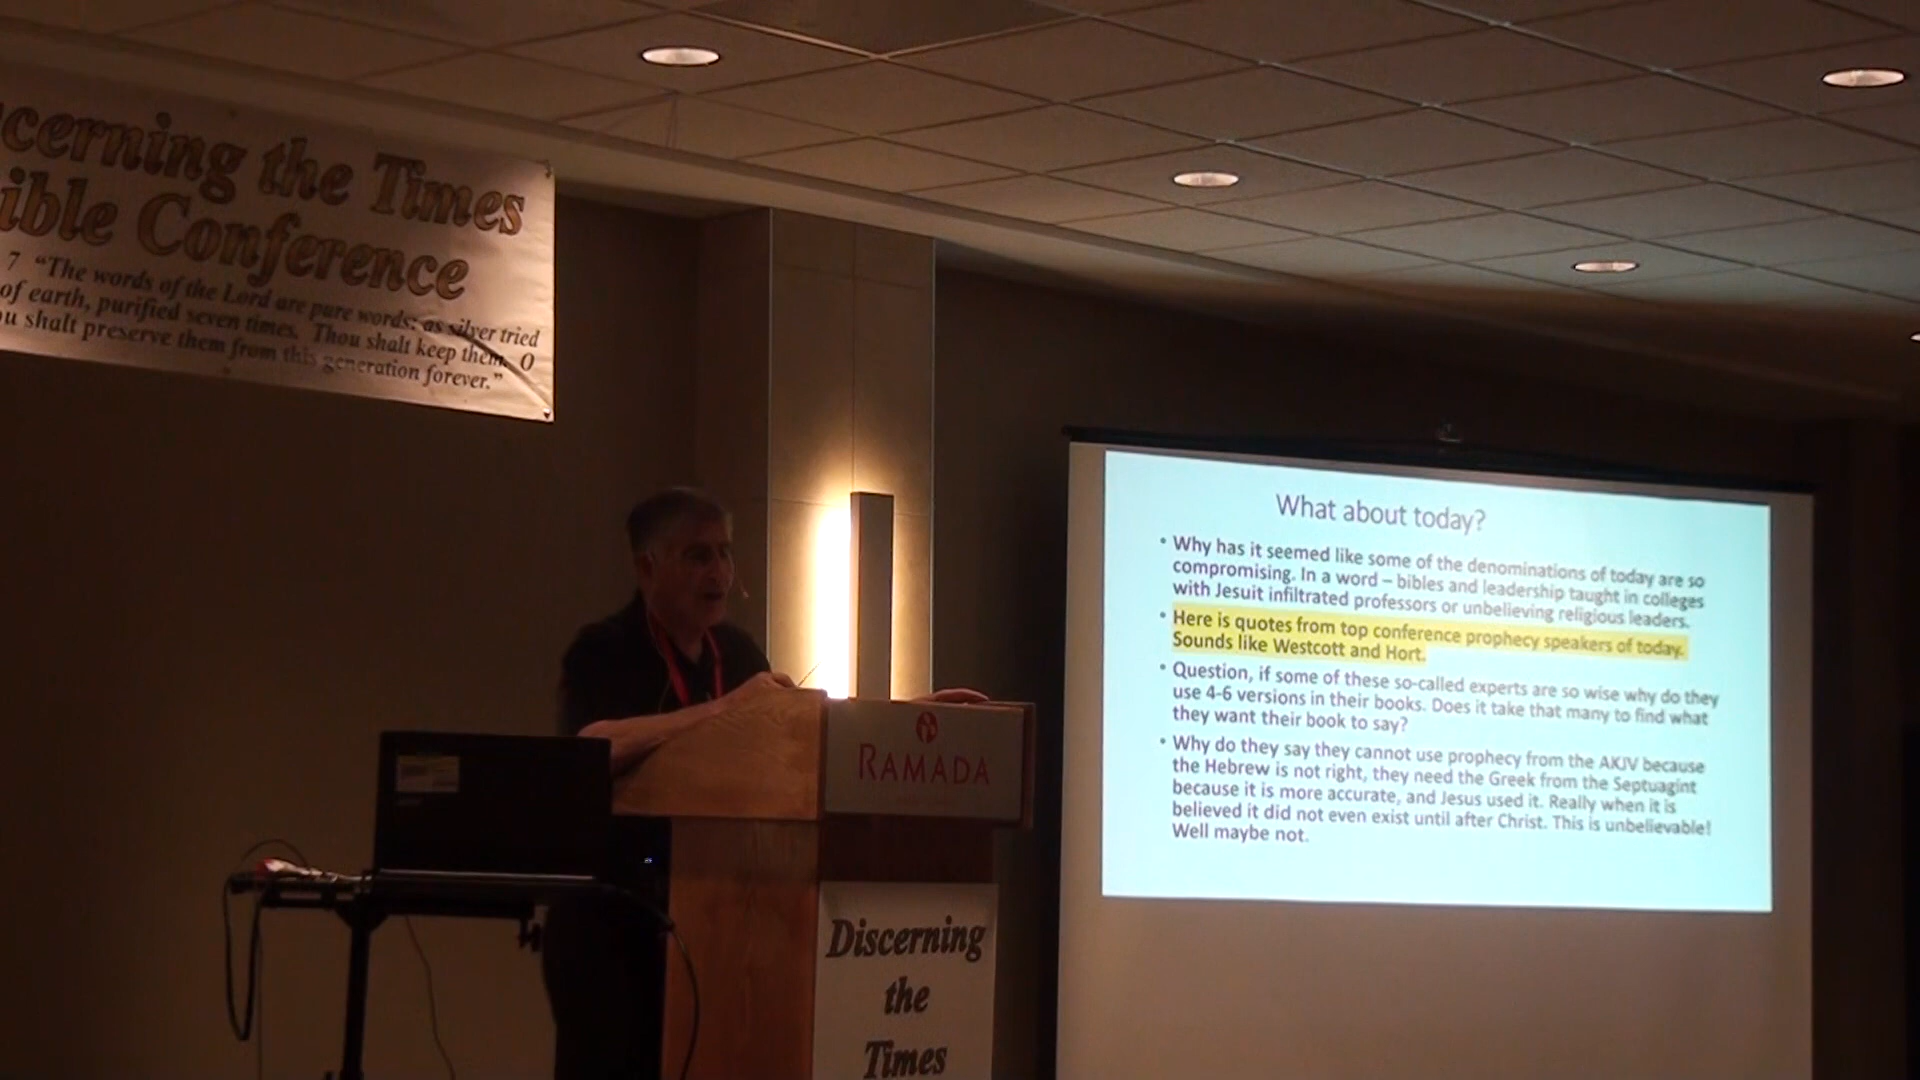 cerning the Times
ible Conference
7 "The words of the Lord are pure words: as silver tried
of earth, purified seven times. Thou shalt keep them, O
u shalt preserve them from this generation forever."
What about today?
• Why has it seemed like some of the denominations of today are so
compromising. In a word – bibles and leadership taught in colleges
with Jesuit infiltrated professors or unbelieving religious leaders.
• Here is quotes from top conference prophecy speakers of today.
Sounds like Westcott and Hort.
• Question, if some of these so-called experts are so wise why do they
use 4-6 versions in their books. Does it take that many to find what
they want their book to say?
• Why do they say they cannot use prophecy from the AKJV because
the Hebrew is not right, they need the Greek from the Septuagint
because it is more accurate, and Jesus used it. Really when it is
believed it did not even exist until after Christ. This is unbelievable!
Well maybe not.
RAMADA
Discerning
the
Times